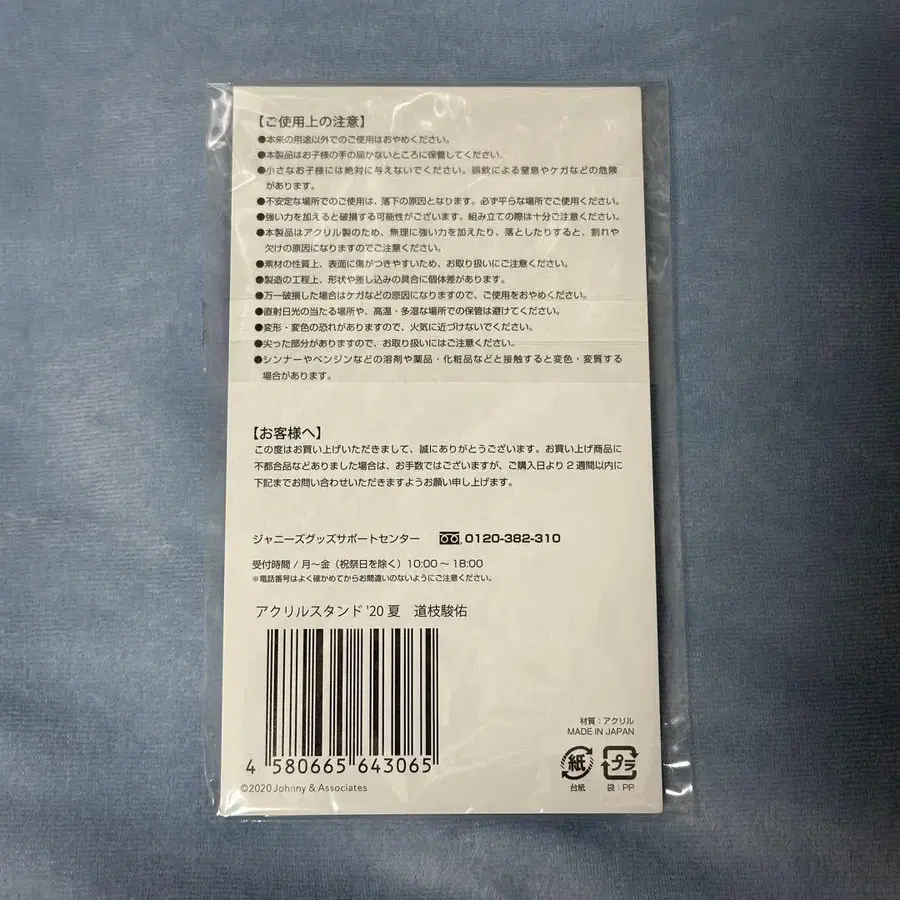 【ご使用上の注意】
●本来の用途以外でのご使用はおやめください。
●本製品はお子様の手の届かないところに保管してください。
●小さなお子様には絶対に与えないでください。誤飲による窒息やケガなどの危険
があります。
●不安定な場所でのご使用は、落下の原因となります。必ず平らな場所でご使用ください。
●強い力を加えると破損する可能性がございます。組み立ての際は十分ご注意ください。
●本製品はアクリル製のため、無理に強い力を加えたり、落としたりすると、割れや
欠けの原因になりますのでご注意ください。
●素材の性質上、表面に傷がつきやすいため、お取り扱いにご注意ください。
●製造の工程上、形状や差し込みの具合に個体差があります。
●万一破損した場合はケガなどの原因になりますので、ご使用をおやめください。
●直射日光の当たる場所や、高温・多湿な場所での保管は避けてください。
●変形・変色の恐れがありますので、火気に近づけないでください。
●尖った部分がありますので、お取り扱いにはご注意ください。
●シンナーやベンジンなどの溶剤や薬品・化粧品などと接触すると変色・変質する
場合があります。
【お客様へ】
この度はお買い上げいただきまして、誠にありがとうございます。お買い上げ商品に
不都合品などありました場合は、お手数ではございますが、ご購入日より2週間以内に
下記までお問い合わせいただきますようお願い申し上げます。
ジャニーズグッズサポートセンター 0120-382-310
受付時間/月〜金（祝祭日を除く）10:00〜18:00
※電話番号はよく確かめてからお間違いのないようにご注意ください。
アクリルスタンド '20 夏 道枝駿佑
4 580665 643065
©2020 Johnny & Associates
材質：アクリル
MADE IN JAPAN
紙 プラ
台紙 袋：PP